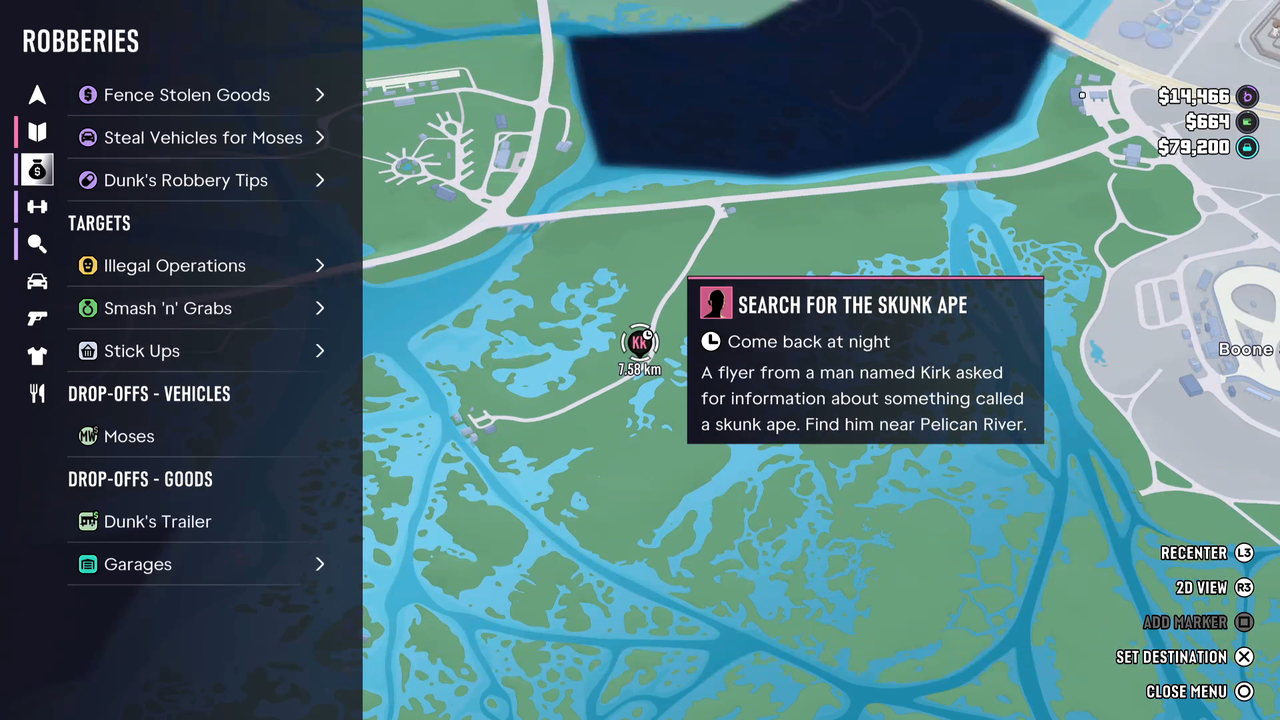 ROBBERIES
Fence Stolen Goods
Steal Vehicles for Moses
Dunk's Robbery Tips
TARGETS
Illegal Operations
Smash 'n' Grabs
Stick Ups
DROP-OFFS - VEHICLES
Moses
DROP-OFFS - GOODS
Dunk's Trailer
Garages
$14,466
$664
$79,200
Kk
7.58 km
SEARCH FOR THE SKUNK APE
Come back at night
A flyer from a man named Kirk asked
for information about something called
a skunk ape. Find him near Pelican River.
Boone
RECENTER L3
2D VIEW R3
ADD MARKER
SET DESTINATION
CLOSE MENU